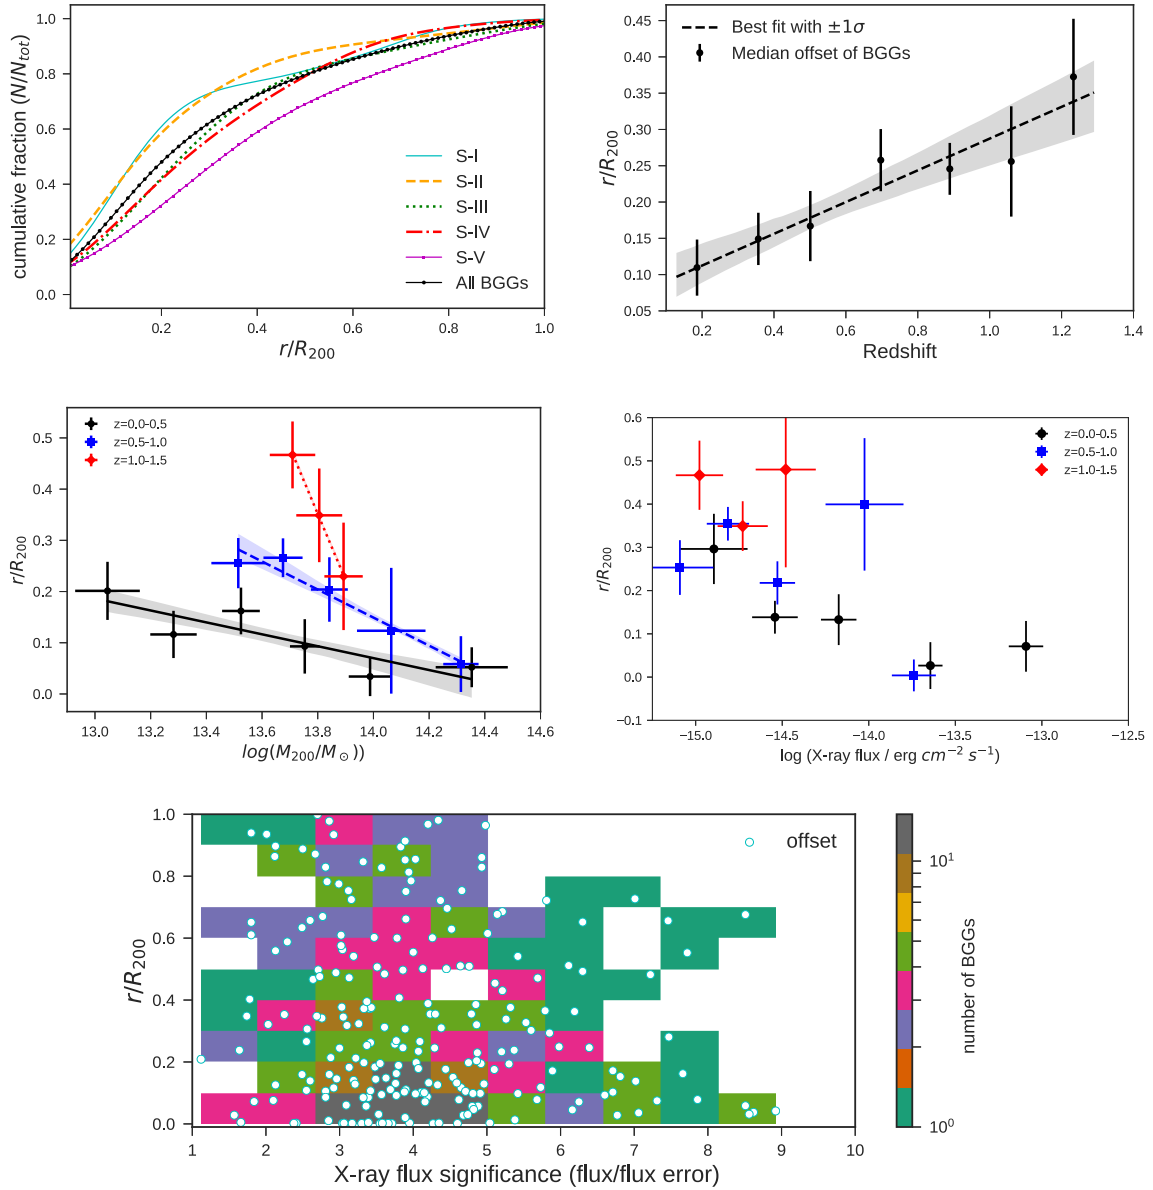 cumulative fraction (N/N_tot)
1.0
0.8
0.6
0.4
0.2
0.0
S-I
S-II
S-III
S-IV
S-V
All BGGs
0.2 0.4 0.6 0.8 1.0
r/R_200
r/R_200
0.45
0.40
0.35
0.30
0.25
0.20
0.15
0.10
0.05
Best fit with ±1σ
Median offset of BGGs
0.2 0.4 0.6 0.8 1.0 1.2 1.4
Redshift
r/R_200
0.5
0.4
0.3
0.2
0.1
0.0
z=0.0-0.5
z=0.5-1.0
z=1.0-1.5
13.0 13.2 13.4 13.6 13.8 14.0 14.2 14.4 14.6
log(M_200/M_⊙))
r/R_200
0.6
0.5
0.4
0.3
0.2
0.1
0.0
−0.1
z=0.0-0.5
z=0.5-1.0
z=1.0-1.5
−15.0 −14.5 −14.0 −13.5 −13.0 −12.5
log (X-ray flux / erg cm⁻² s⁻¹)
r/R_200
1.0
0.8
0.6
0.4
0.2
0.0
offset
1 2 3 4 5 6 7 8 9 10
X-ray flux significance (flux/flux error)
10¹
10⁰
number of BGGs